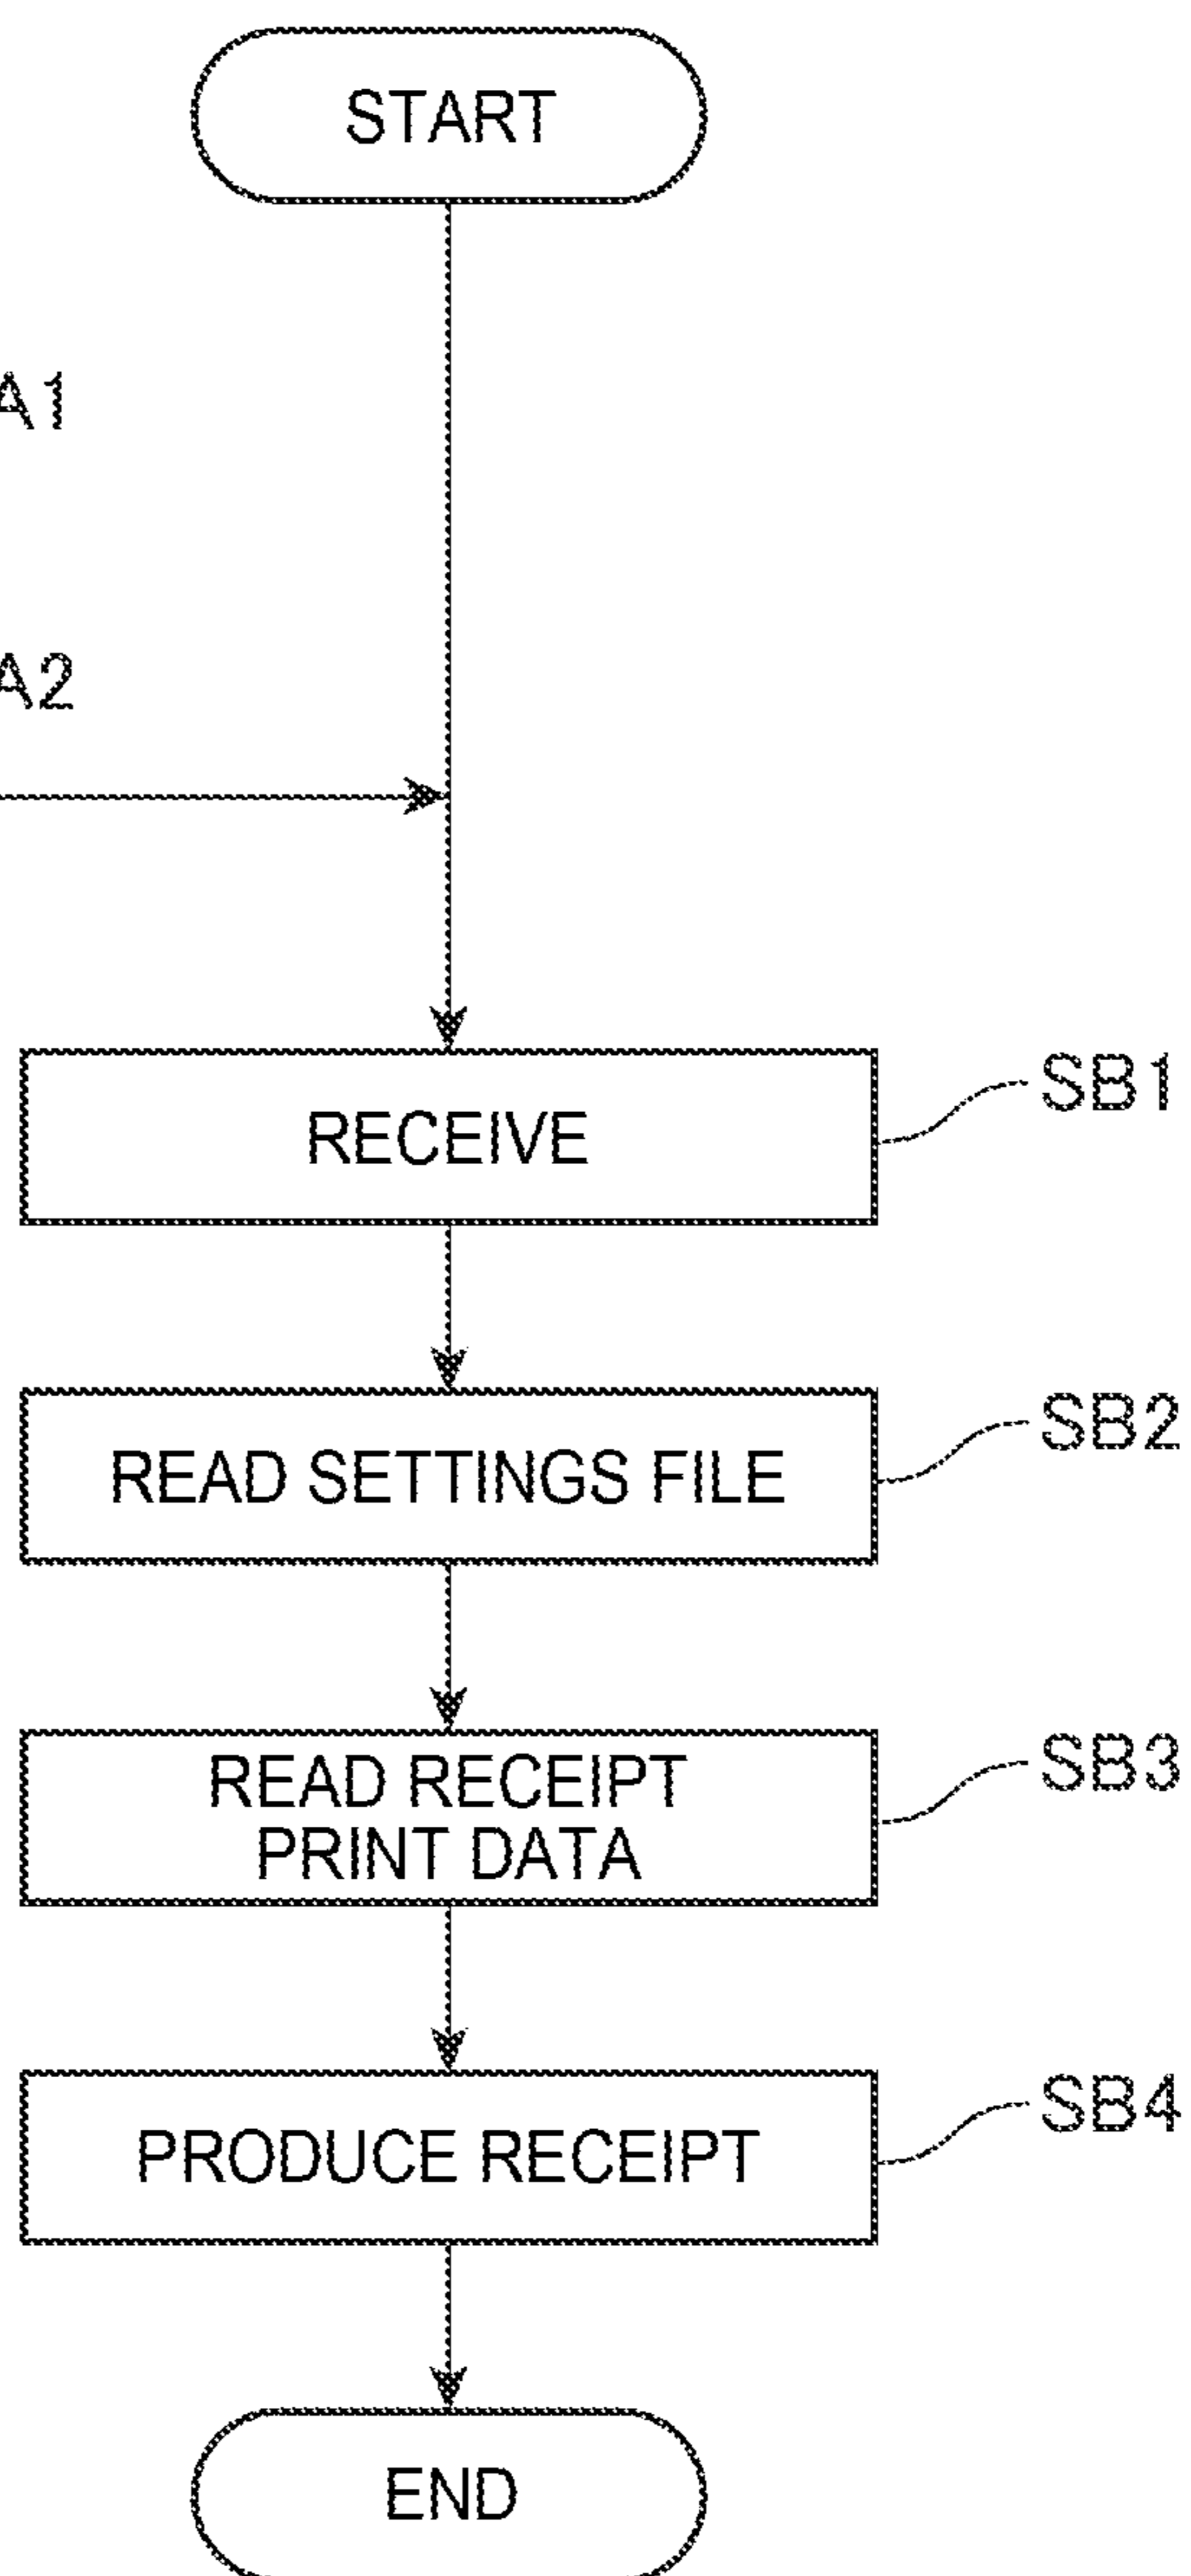 START
A1
A2
RECEIVE
SB1
READ SETTINGS FILE
SB2
READ RECEIPT
PRINT DATA
SB3
PRODUCE RECEIPT
SB4
END